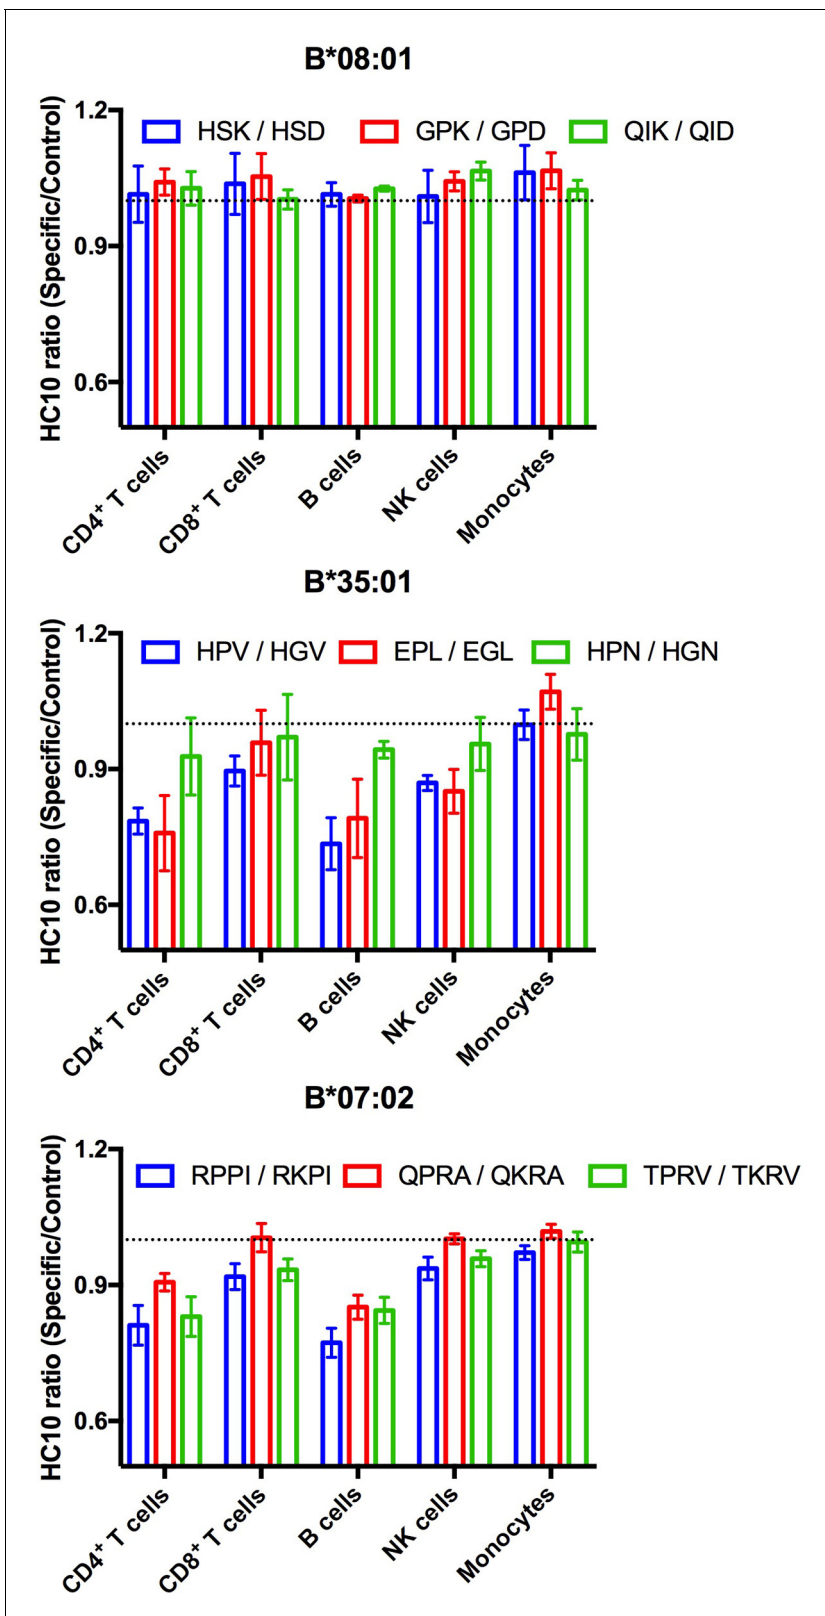 B*08:01
HC10 ratio (Specific/Control)
1.2
0.9
0.6
HSK / HSD
GPK / GPD
QIK / QID
CD4+ T cells
CD8+ T cells
B cells
NK cells
Monocytes
B*35:01
HC10 ratio (Specific/Control)
1.2
0.9
0.6
HPV / HGV
EPL / EGL
HPN / HGN
CD4+ T cells
CD8+ T cells
B cells
NK cells
Monocytes
B*07:02
HC10 ratio (Specific/Control)
1.2
0.9
0.6
RPPI / RKPI
QPRA / QKRA
TPRV / TKRV
CD4+ T cells
CD8+ T cells
B cells
NK cells
Monocytes